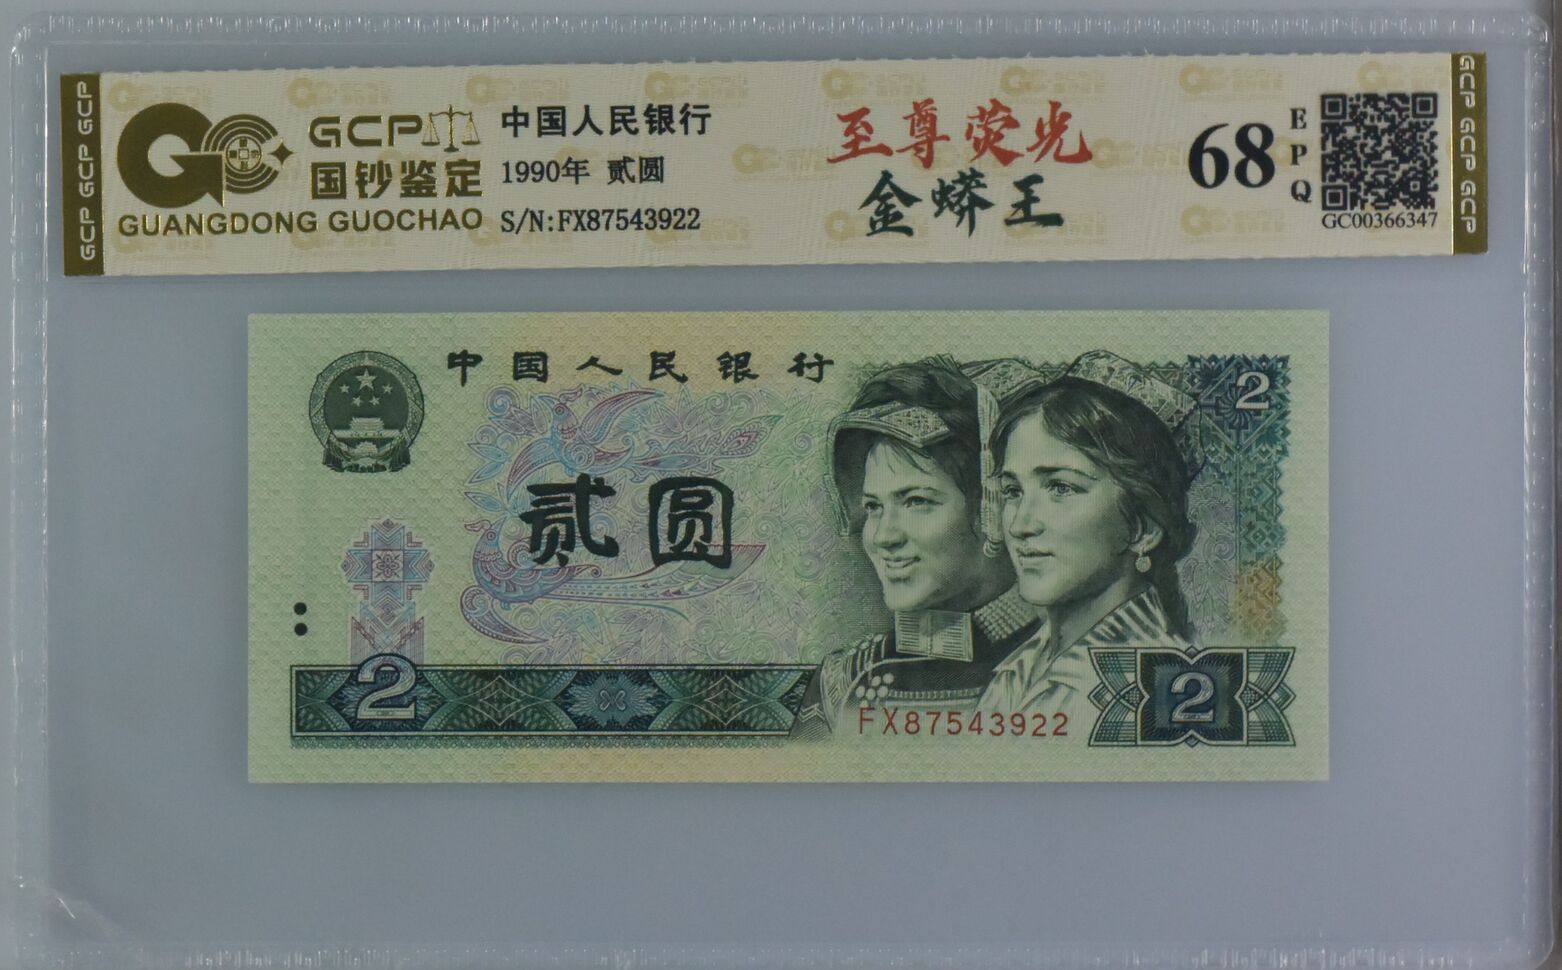 GCP GCP GCP
GCP
国钞鉴定
GUANGDONG GUOCHAO
中国人民银行
1990年 贰圆
S/N:FX87543922
至尊荧光
金蟒王
68
EPQ
GC00366347
GCP GCP GCP
中国人民银行
2
贰圆
2
FX87543922
2